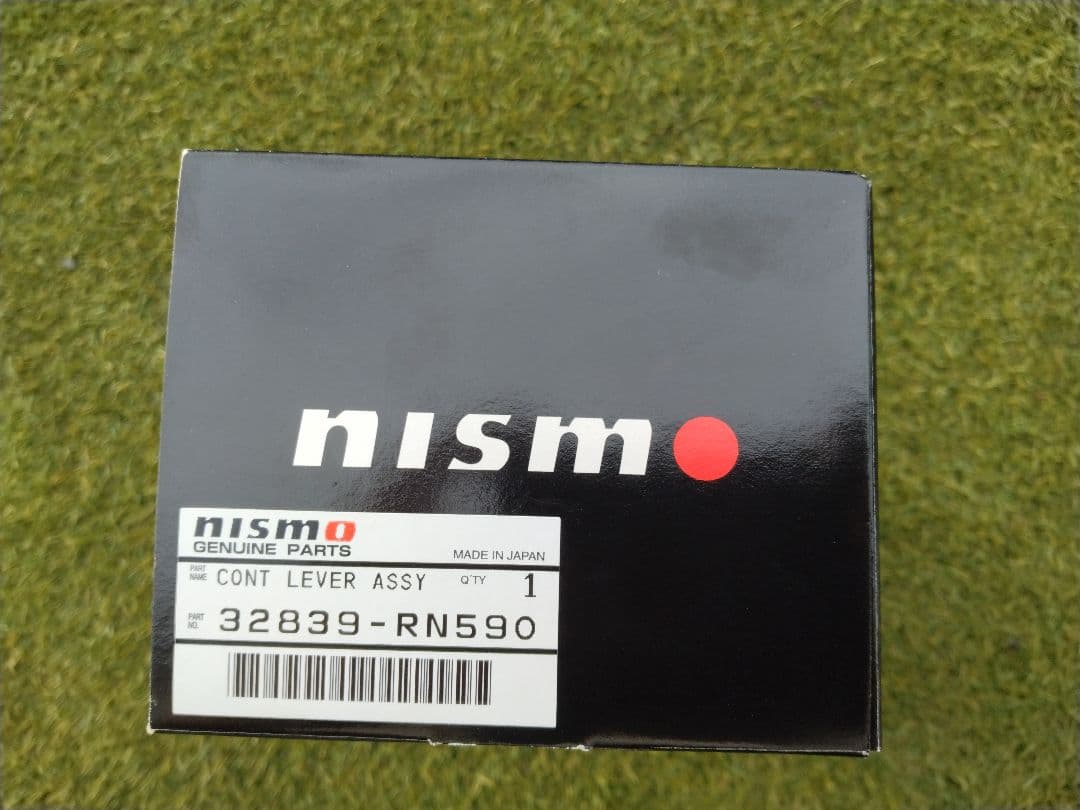 nismo
nismo
GENUINE PARTS
MADE IN JAPAN
PART NAME CONT LEVER ASSY Q'TY 1
PART NO. 32839-RN590